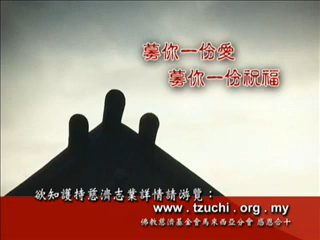 募你一份愛
募你一份祝福
欲知護持慈濟志業詳情請游覽：
www.tzuchi.org.my
佛教慈濟基金會馬來西亞分會 感恩合十